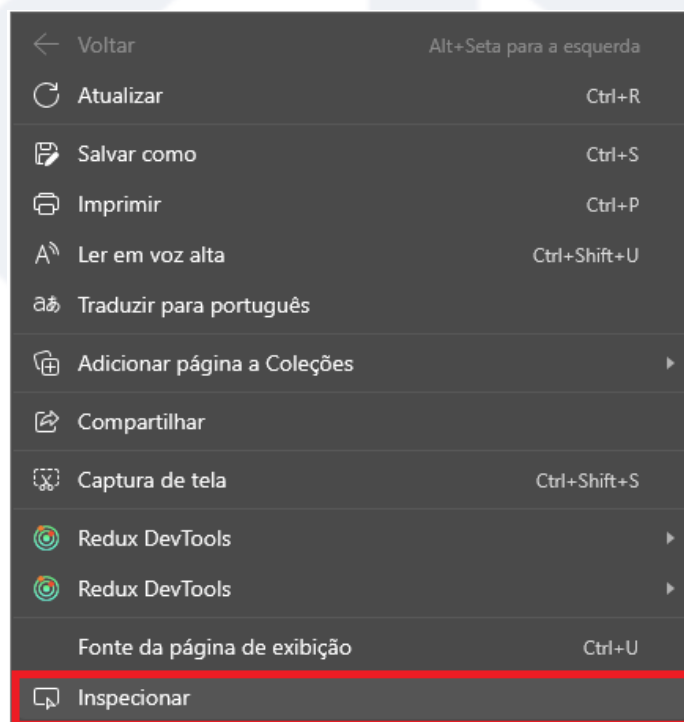 Voltar Alt+Seta para a esquerda
Atualizar Ctrl+R
Salvar como Ctrl+S
Imprimir Ctrl+P
Ler em voz alta Ctrl+Shift+U
Traduzir para português
Adicionar página a Coleções
Compartilhar
Captura de tela Ctrl+Shift+S
Redux DevTools
Redux DevTools
Fonte da página de exibição Ctrl+U
Inspecionar